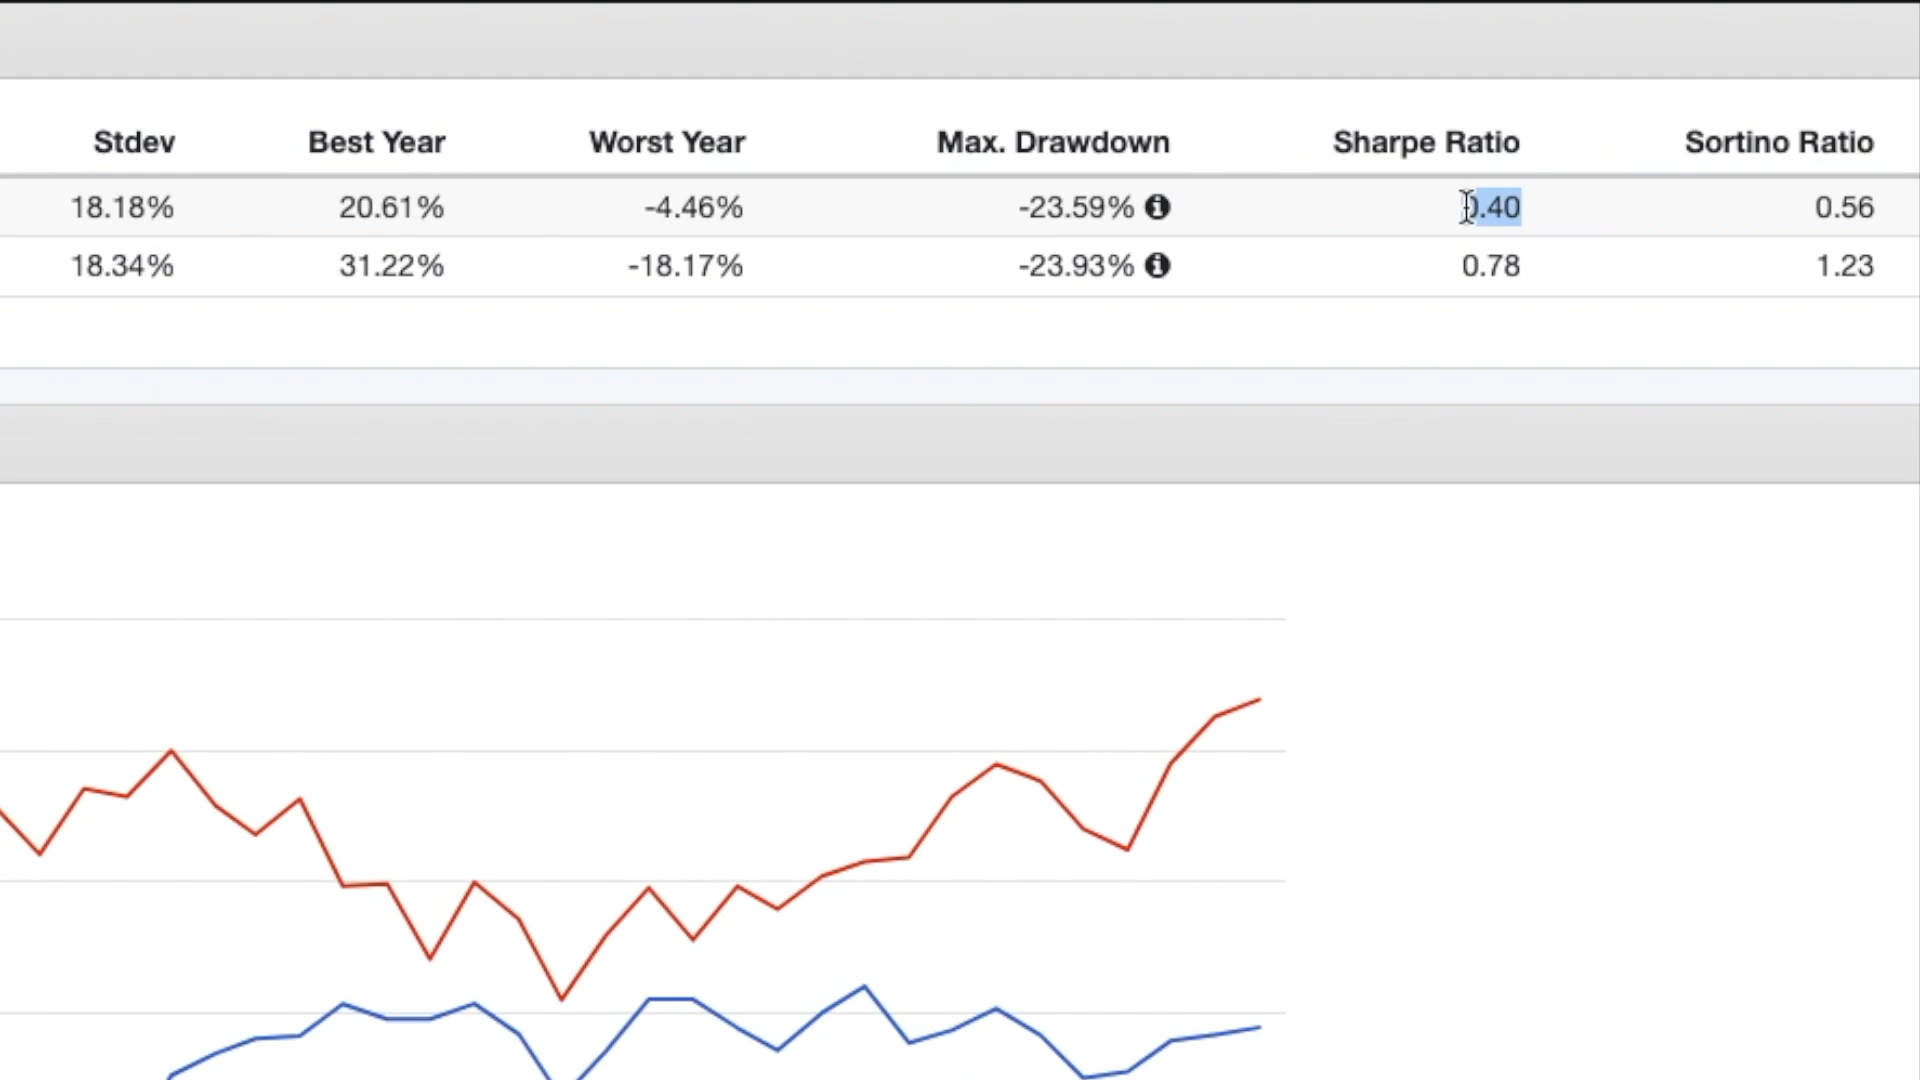 Stdev Best Year Worst Year Max. Drawdown Sharpe Ratio Sortino Ratio
18.18% 20.61% -4.46% -23.59% 0.40 0.56
18.34% 31.22% -18.17% -23.93% 0.78 1.23